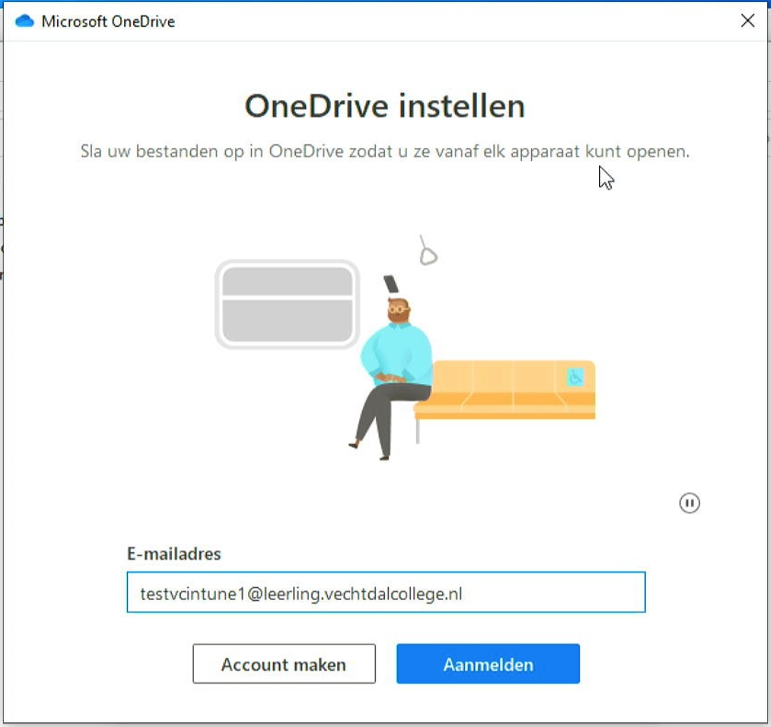 Microsoft OneDrive
OneDrive instellen
Sla uw bestanden op in OneDrive zodat u ze vanaf elk apparaat kunt openen.
E-mailadres
testvcintune1@leerling.vechtdalcollege.nl
Account maken
Aanmelden